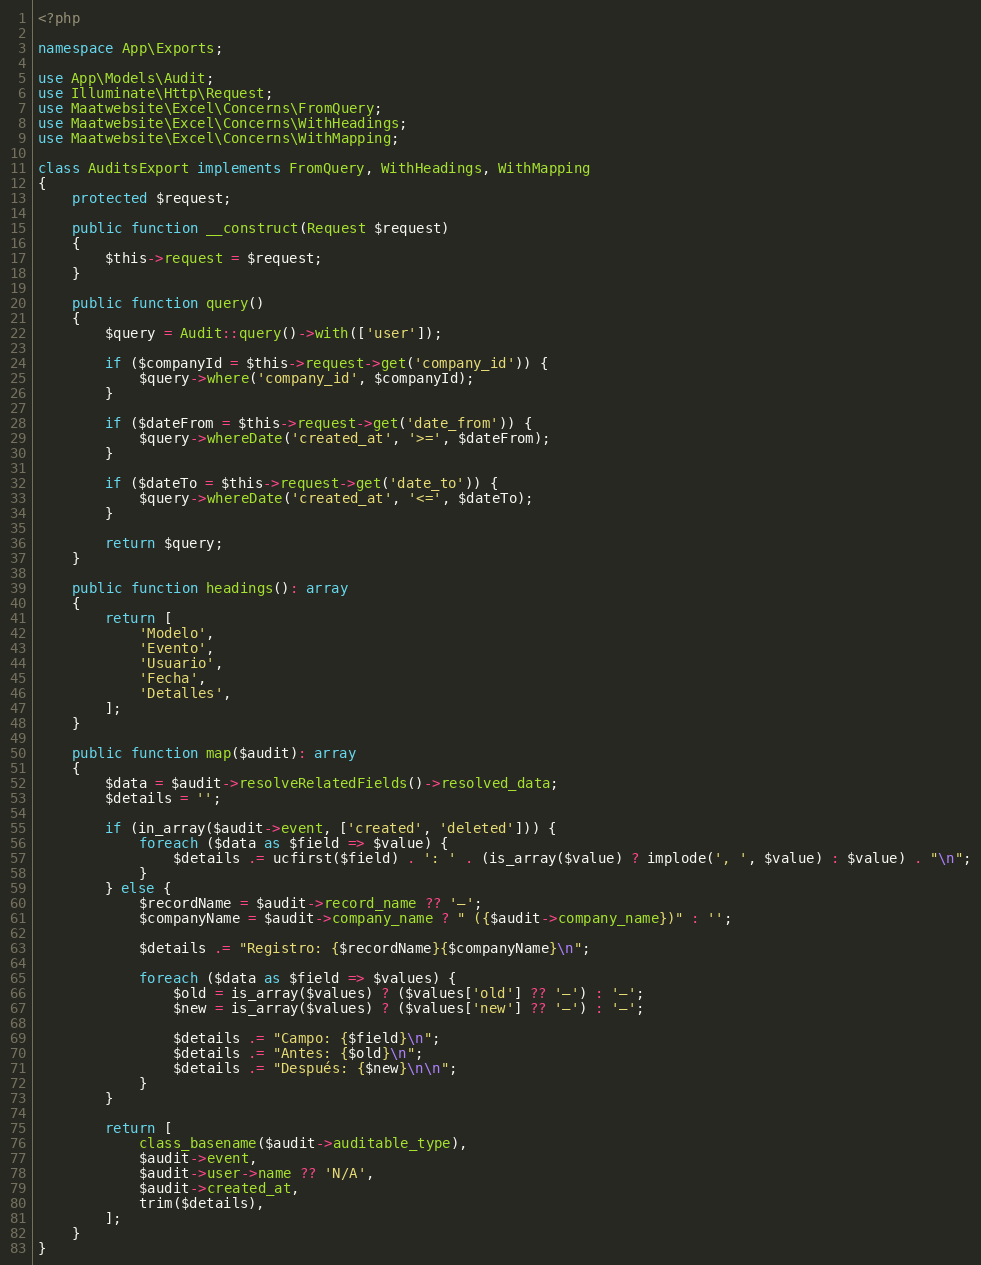 1 <?php
2
3 namespace App\Exports;
4
5 use App\Models\Audit;
6 use Illuminate\Http\Request;
7 use Maatwebsite\Excel\Concerns\FromQuery;
8 use Maatwebsite\Excel\Concerns\WithHeadings;
9 use Maatwebsite\Excel\Concerns\WithMapping;
10
11 class AuditsExport implements FromQuery, WithHeadings, WithMapping
12 {
13     protected $request;
14
15     public function __construct(Request $request)
16     {
17         $this->request = $request;
18     }
19
20     public function query()
21     {
22         $query = Audit::query()->with(['user']);
23
24         if ($companyId = $this->request->get('company_id')) {
25             $query->where('company_id', $companyId);
26         }
27
28         if ($dateFrom = $this->request->get('date_from')) {
29             $query->whereDate('created_at', '>=', $dateFrom);
30         }
31
32         if ($dateTo = $this->request->get('date_to')) {
33             $query->whereDate('created_at', '<=', $dateTo);
34         }
35
36         return $query;
37     }
38
39     public function headings(): array
40     {
41         return [
42             'Modelo',
43             'Evento',
44             'Usuario',
45             'Fecha',
46             'Detalles',
47         ];
48     }
49
50     public function map($audit): array
51     {
52         $data = $audit->resolveRelatedFields()->resolved_data;
53         $details = '';
54
55         if (in_array($audit->event, ['created', 'deleted'])) {
56             foreach ($data as $field => $value) {
57                 $details .= ucfirst($field) . ': ' . (is_array($value) ? implode(', ', $value) : $value) . "\n";
58             }
59         } else {
60             $recordName = $audit->record_name ?? '—';
61             $companyName = $audit->company_name ? " ({$audit->company_name})" : '';
62
63             $details .= "Registro: {$recordName}{$companyName}\n";
64
65             foreach ($data as $field => $values) {
66                 $old = is_array($values) ? ($values['old'] ?? '—') : '—';
67                 $new = is_array($values) ? ($values['new'] ?? '—') : '—';
68
69                 $details .= "Campo: {$field}\n";
70                 $details .= "Antes: {$old}\n";
71                 $details .= "Después: {$new}\n\n";
72             }
73         }
74
75         return [
76             class_basename($audit->auditable_type),
77             $audit->event,
78             $audit->user->name ?? 'N/A',
79             $audit->created_at,
80             trim($details),
81         ];
82     }
83 }